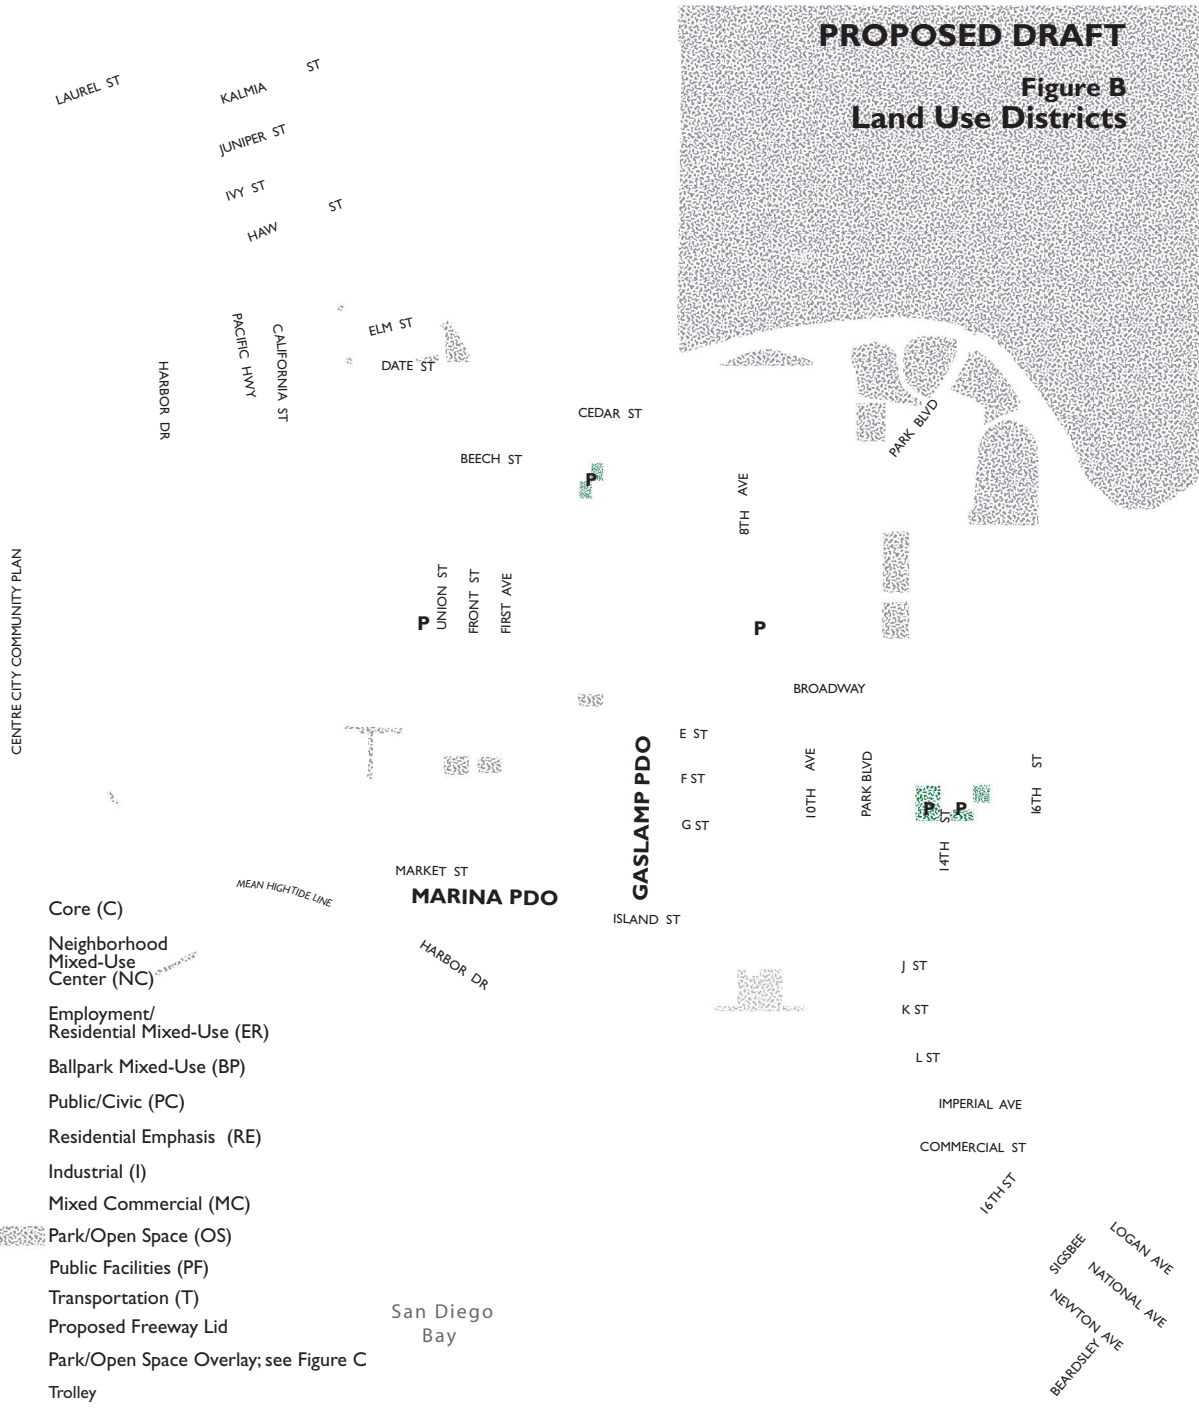 PROPOSED DRAFT
Figure B
Land Use Districts
LAUREL ST
KALMIA ST
JUNIPER ST
IVY ST
HAW ST
PACIFIC HWY
CALIFORNIA ST
HARBOR DR
ELM ST
DATE ST
CEDAR ST
PARK BLVD
BEECH ST
P
8TH AVE
CENTRE CITY COMMUNITY PLAN
UNION ST
FRONT ST
FIRST AVE
P
P
BROADWAY
E ST
F ST
G ST
GASLAMP PDO
10TH AVE
PARK BLVD
16TH ST
P
P
14TH ST
MARKET ST
MARINA PDO
MEAN HIGH TIDE LINE
ISLAND ST
HARBOR DR
J ST
K ST
L ST
IMPERIAL AVE
COMMERCIAL ST
16TH ST
SIGSBEE
LOGAN AVE
NATIONAL AVE
NEWTON AVE
BEARDSLEY
San Diego
Bay
Core (C)
Neighborhood
Mixed-Use
Center (NC)
Employment/
Residential Mixed-Use (ER)
Ballpark Mixed-Use (BP)
Public/Civic (PC)
Residential Emphasis (RE)
Industrial (I)
Mixed Commercial (MC)
Park/Open Space (OS)
Public Facilities (PF)
Transportation (T)
Proposed Freeway Lid
Park/Open Space Overlay; see Figure C
Trolley